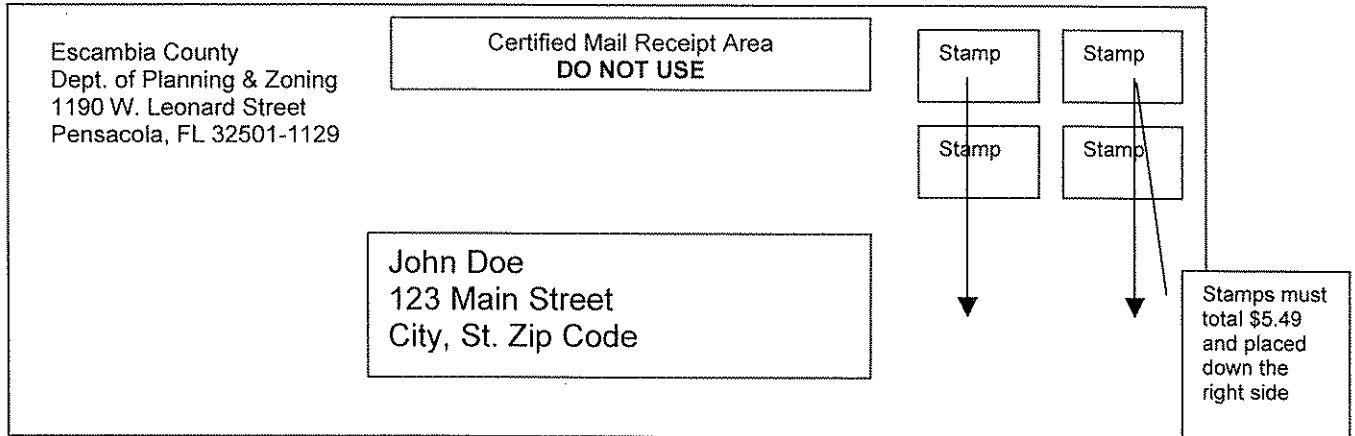 Escambia County
Dept. of Planning & Zoning
1190 W. Leonard Street
Pensacola, FL 32501-1129
Certified Mail Receipt Area
DO NOT USE
Stamp
Stamp
Stamp
Stamp
John Doe
123 Main Street
City, St. Zip Code
Stamps must
total $5.49
and placed
down the
right side